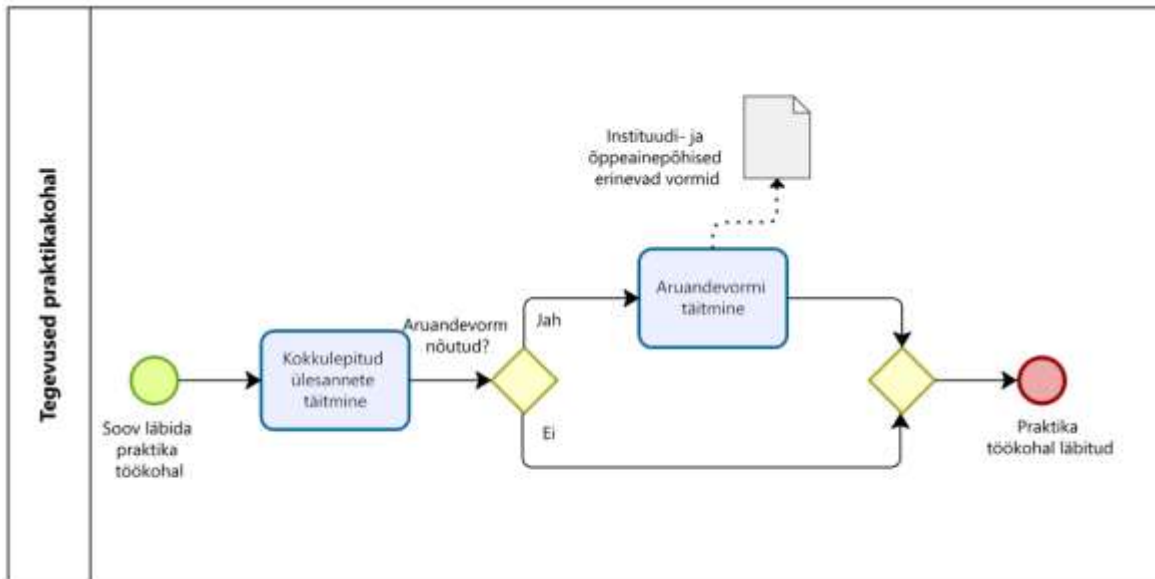 Tegevused praktikakohal
Soov läbida
praktika
töökohal
Kokkulepitud
ülesannete
täitmine
Aruandevorm
nõutud?
Jah
Ei
Aruandevormi
täitmine
Instituudi- ja
õppeainepõhised
erinevad vormid
Praktika
töökohal läbitud